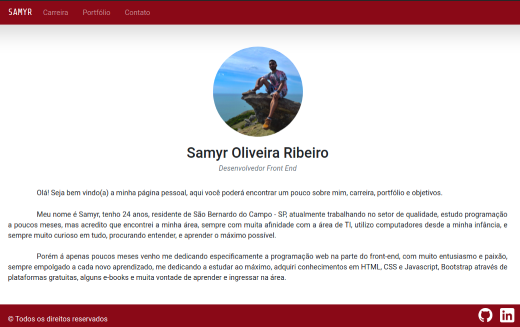 SAMYR Carreira Portfólio Contato
Samyr Oliveira Ribeiro
Desenvolvedor Front End
Olá! Seja bem vindo(a) a minha página pessoal, aqui você poderá encontrar um pouco sobre mim, carreira, portfólio e objetivos.
Meu nome é Samyr, tenho 24 anos, residente de São Bernardo do Campo - SP, atualmente trabalhando no setor de qualidade, estudo programação
a poucos meses, mas acredito que encontrei a minha área, sempre com muita afinidade com a área de TI, utilizo computadores desde a minha infância, e
sempre muito curioso em tudo, procurando entender, e aprender o máximo possível.
Porém á apenas poucos meses venho me dedicando especificamente a programação web na parte do front-end, com muito entusiasmo e paixão,
sempre empolgado a cada novo aprendizado, me dedicando a estudar ao máximo, adquiri conhecimentos em HTML, CSS e Javascript, Bootstrap através de
plataformas gratuitas, alguns e-books e muita vontade de aprender e ingressar na área.
© Todos os direitos reservados